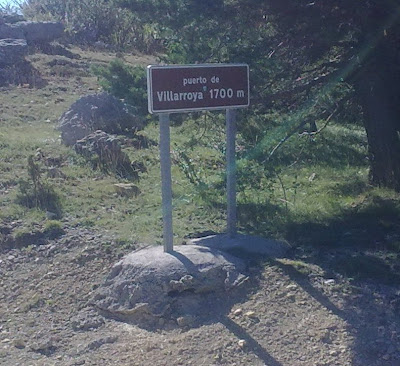 puerto de
Villarroya 1700 m